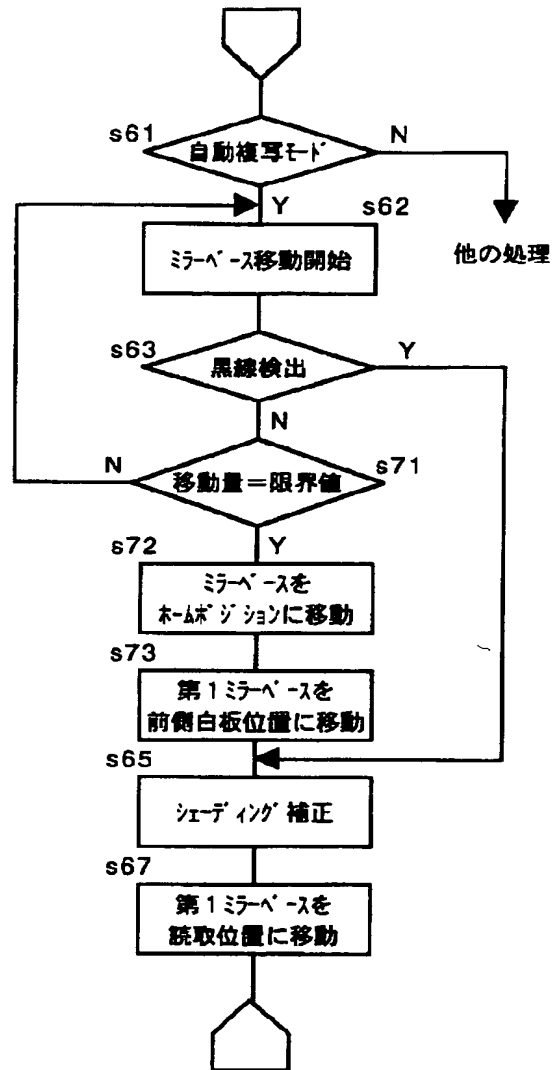 s61
自動複写モード
N
Y
s62
他の処理
ミラーベース移動開始
s63
黒線検出
Y
N
N
移動量＝限界値
s71
s72
Y
ミラーベースを
ホームポジションに移動
s73
第1ミラーベースを
前側白板位置に移動
s65
シェーディング補正
s67
第1ミラーベースを
読取位置に移動